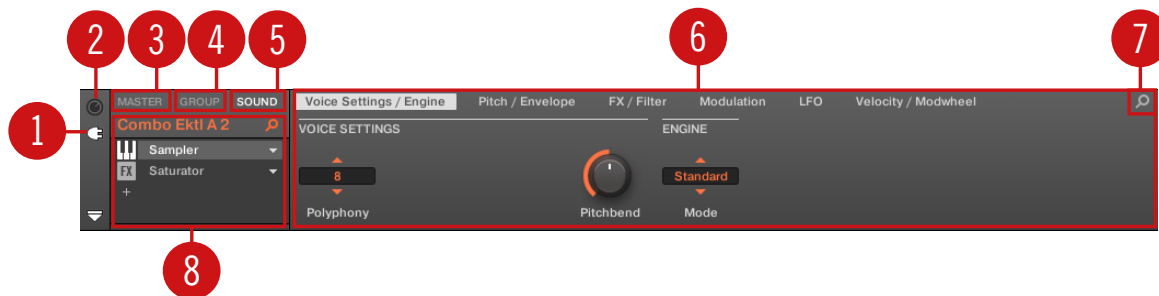 2 3 4 5 6 7
MASTER GROUP SOUND Voice Settings / Engine Pitch / Envelope FX / Filter Modulation LFO Velocity / Modwheel
1 Combo Ektl A 2 VOICE SETTINGS ENGINE
Sampler
FX Saturator 8 Standard
+
Polyphony Pitchbend Mode
8